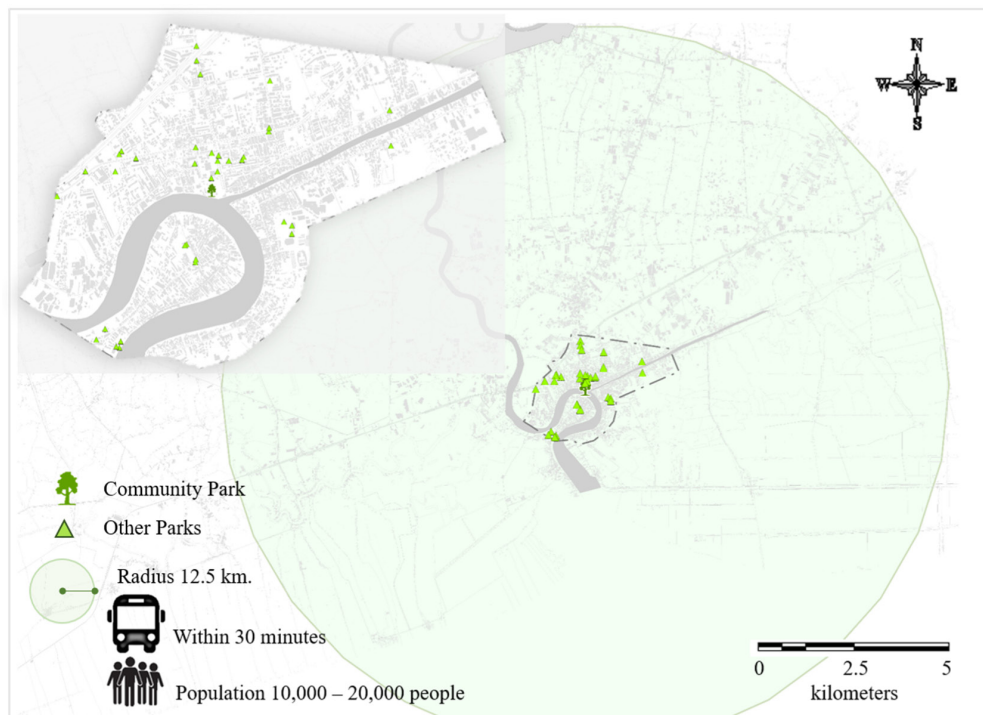 N
W E
S
Community Park
Other Parks
Radius 12.5 km.
Within 30 minutes
Population 10,000 – 20,000 people
0 2.5 5
kilometers